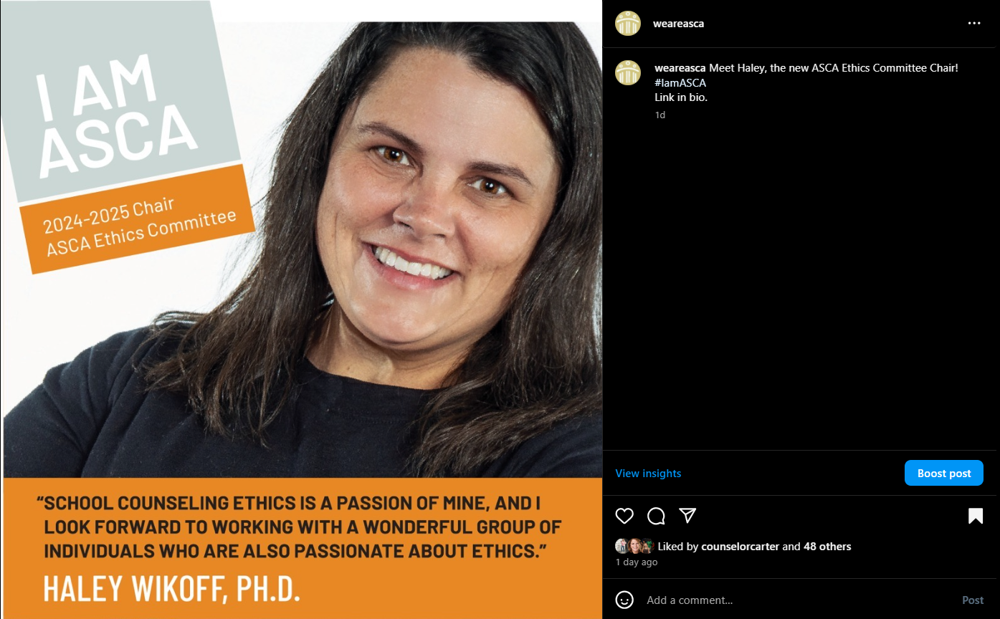 I AM
ASCA
2024-2025 Chair
ASCA Ethics Committee
“SCHOOL COUNSELING ETHICS IS A PASSION OF MINE, AND I
LOOK FORWARD TO WORKING WITH A WONDERFUL GROUP OF
INDIVIDUALS WHO ARE ALSO PASSIONATE ABOUT ETHICS.”
HALEY WIKOFF, PH.D.
weareasca
weareasca Meet Haley, the new ASCA Ethics Committee Chair!
#IamASCA
Link in bio.
1d
View insights
Boost post
Liked by counselorcarter and 48 others
1 day ago
Add a comment...
Post